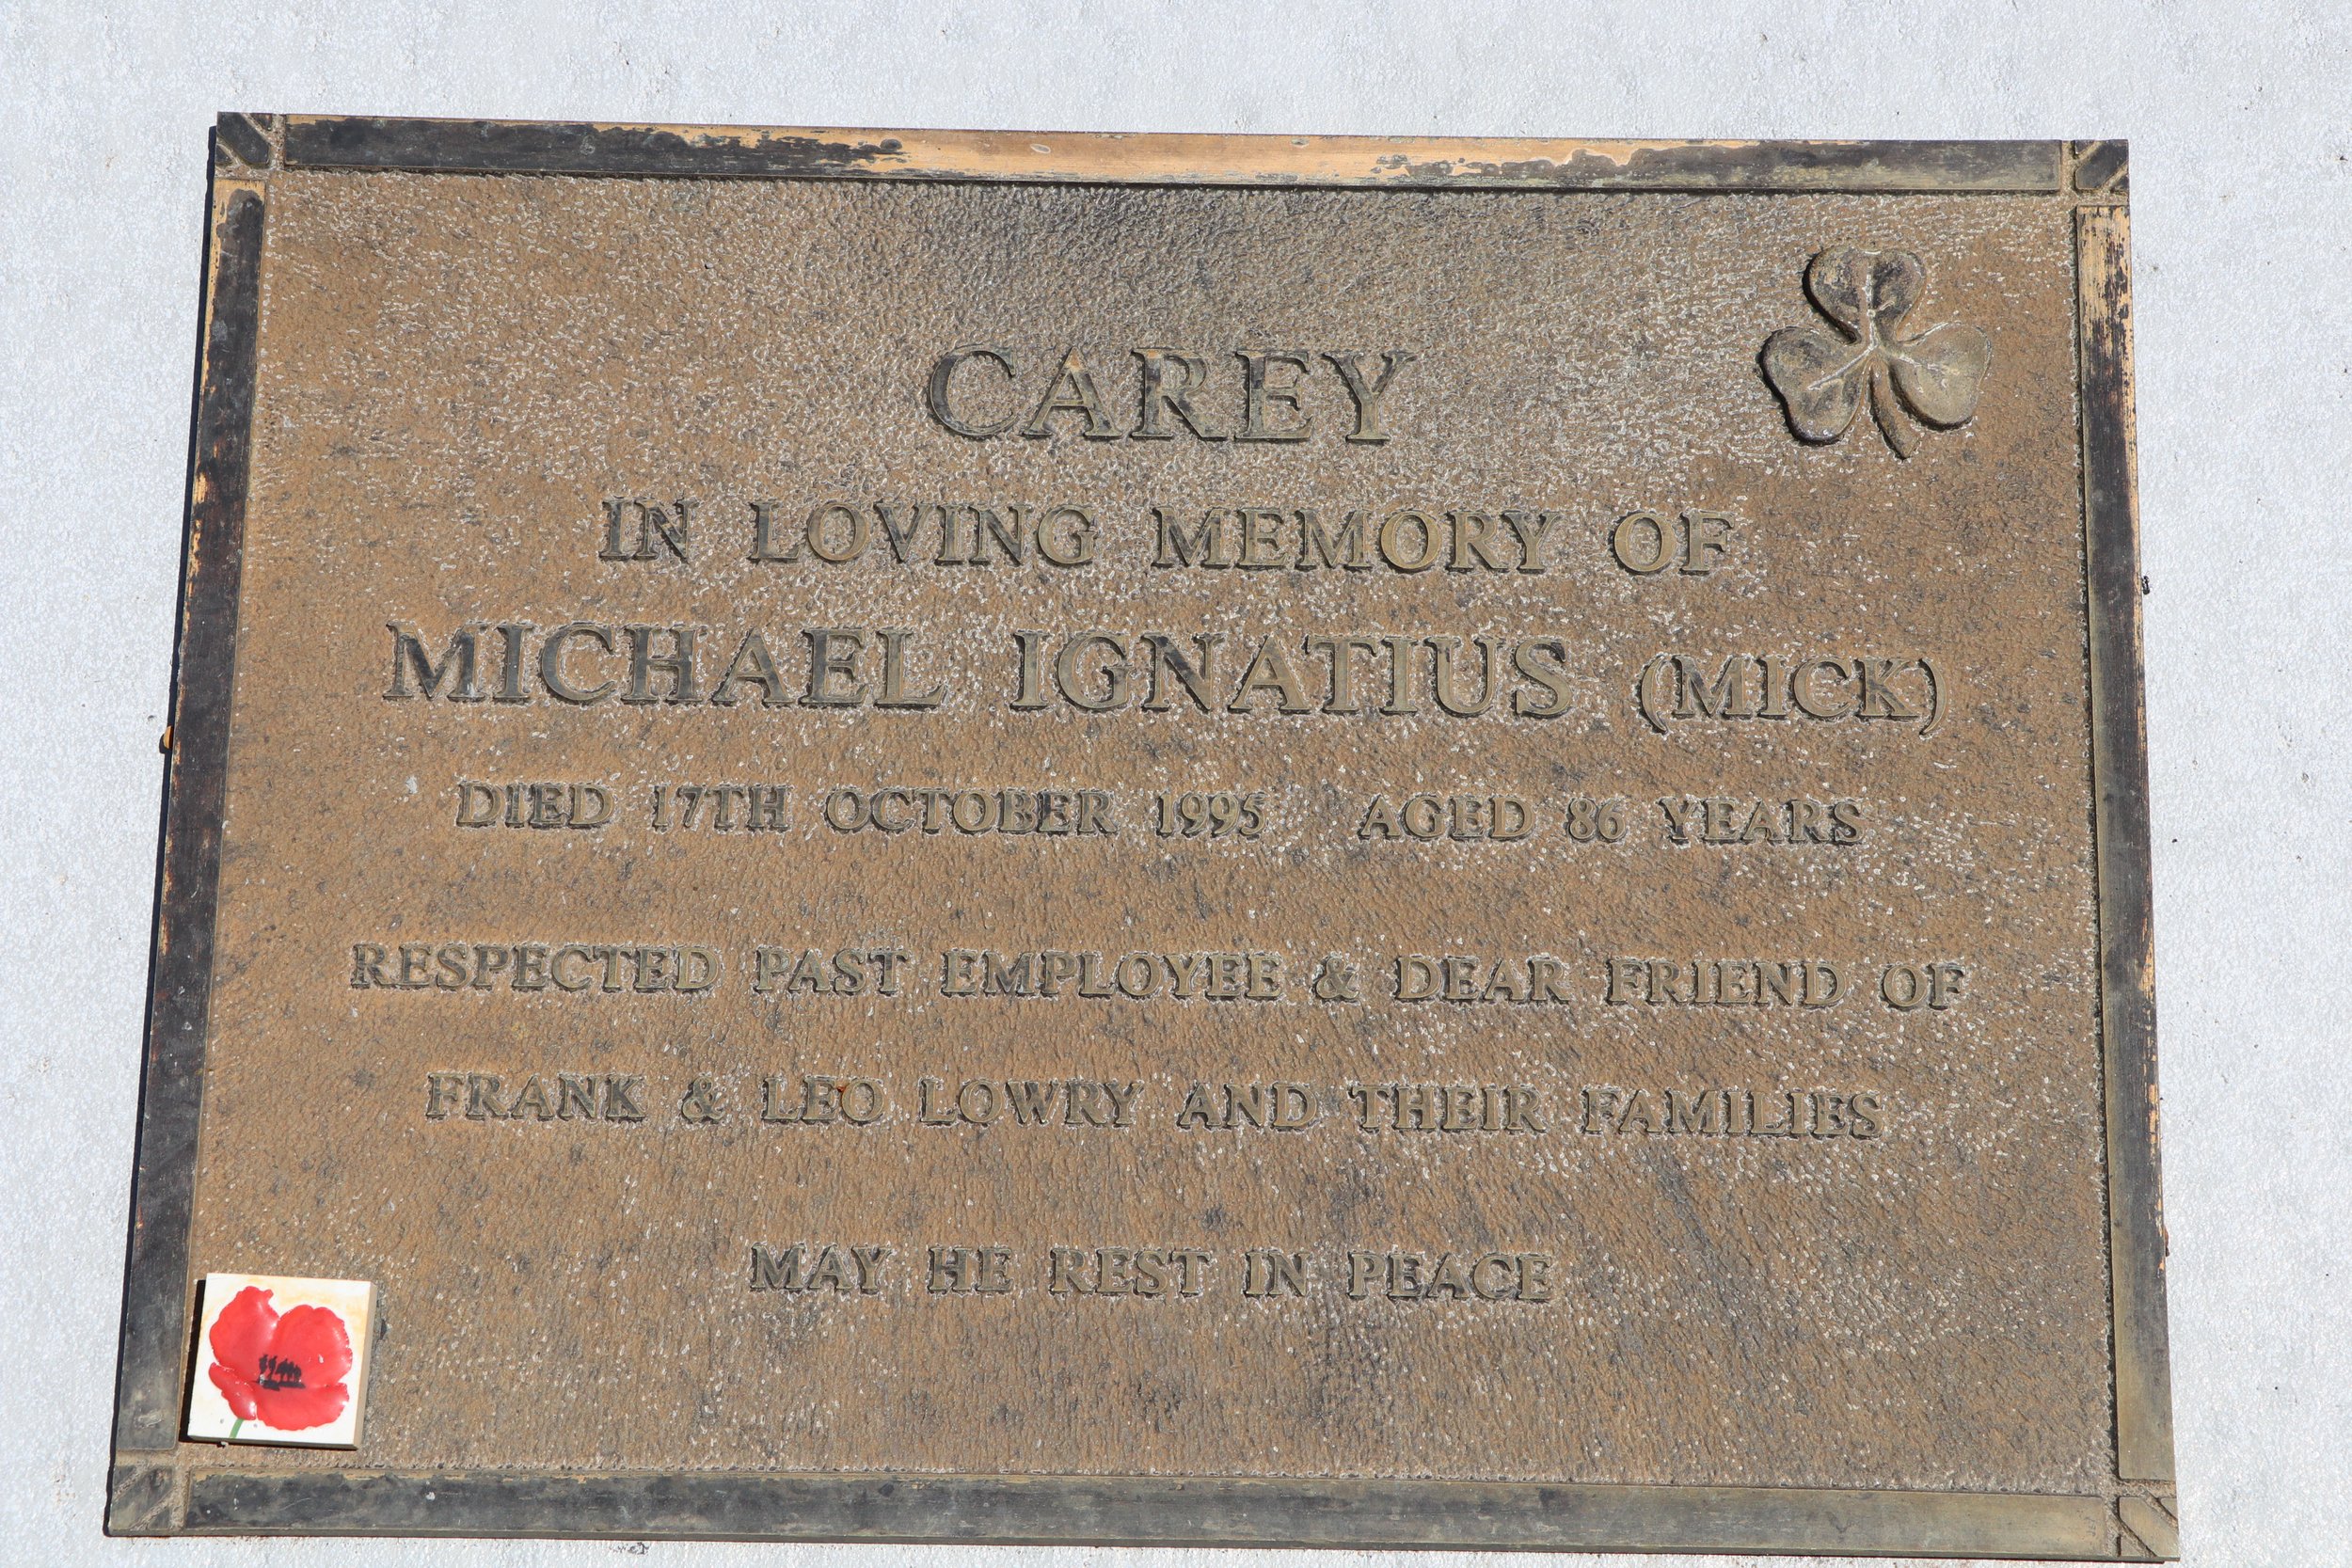 CAREY
IN LOVING MEMORY OF
MICHAEL IGNATIUS (MICK)
DIED 17TH OCTOBER 1995 AGED 86 YEARS
RESPECTED PAST EMPLOYEE & DEAR FRIEND OF
FRANK & LEO LOWRY AND THEIR FAMILIES
MAY HE REST IN PEACE